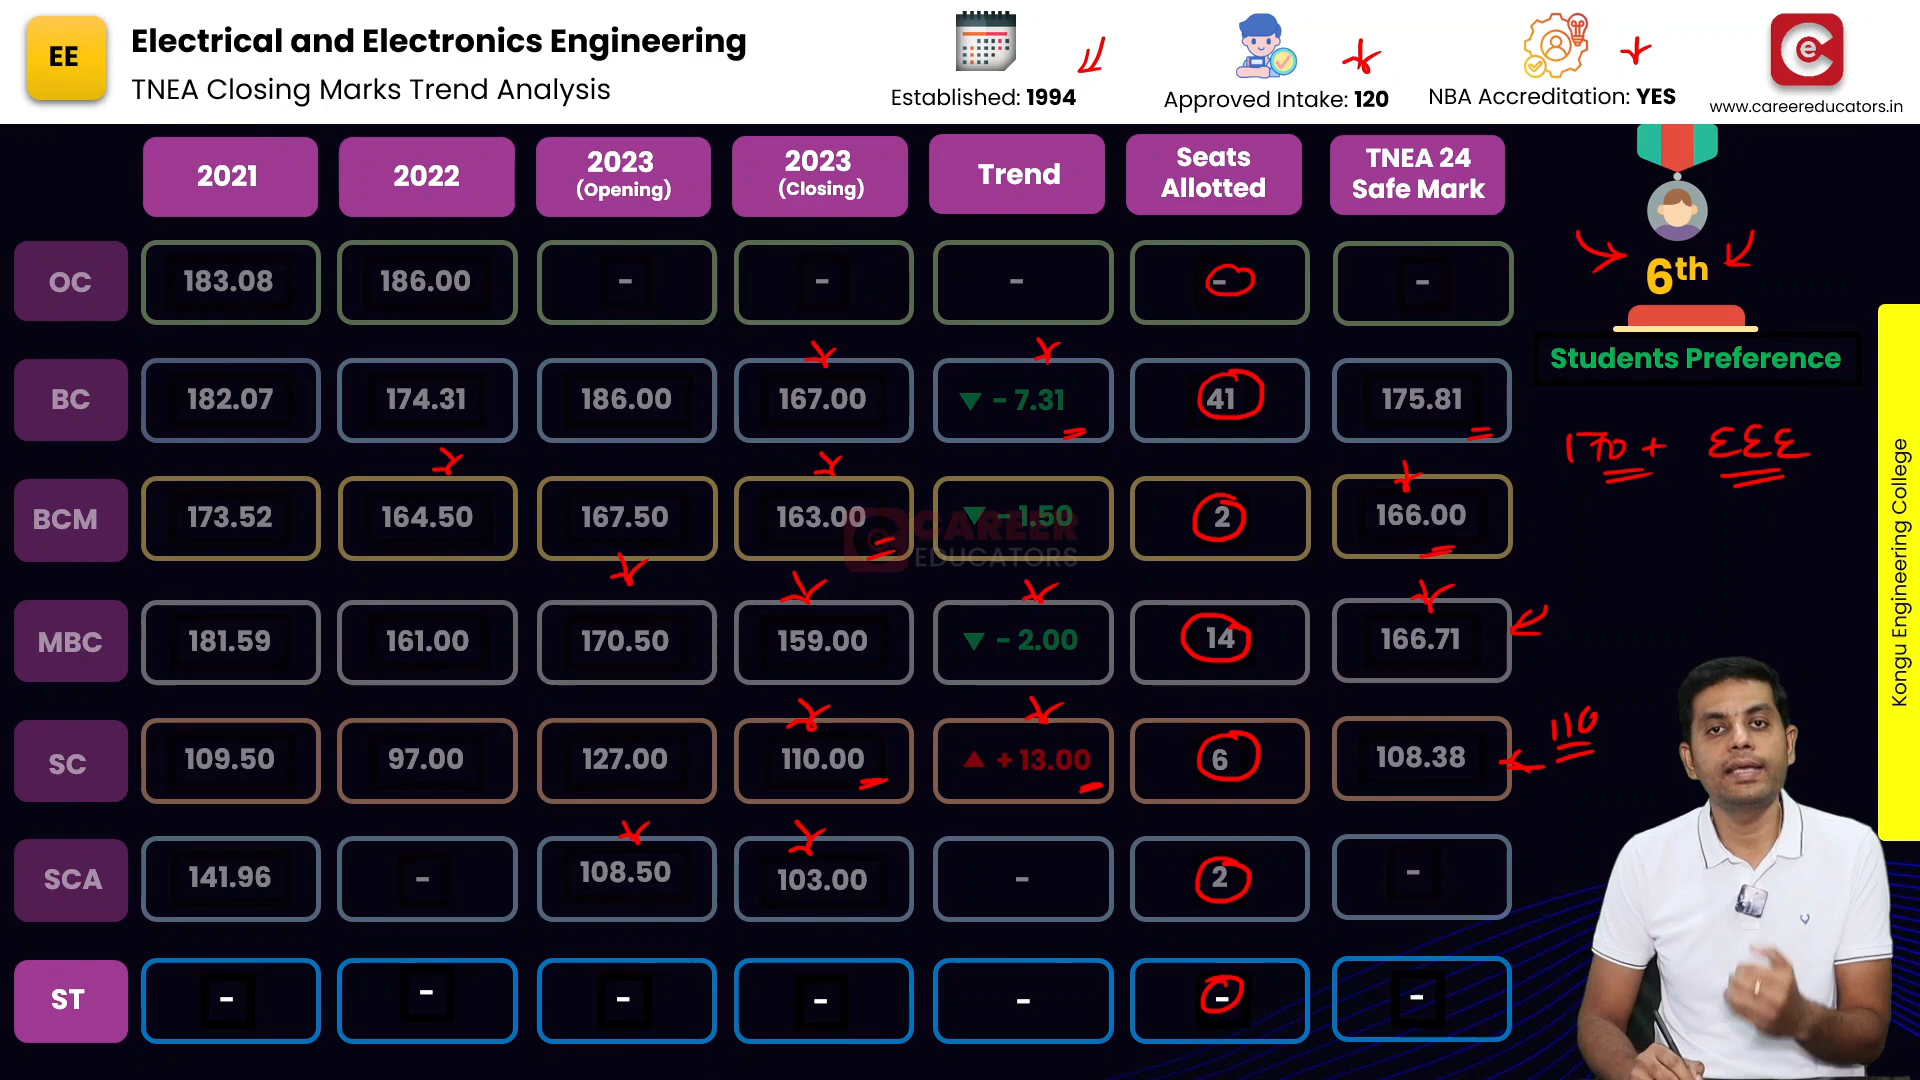 EE
Electrical and Electronics Engineering
TNEA Closing Marks Trend Analysis
Established: 1994
Approved Intake: 120
NBA Accreditation: YES
e
www.careereducators.in
2021
2022
2023
(Opening)
2023
(Closing)
Trend
Seats
Allotted
TNEA 24
Safe Mark
OC 183.08 186.00 - - - - -
BC 182.07 174.31 186.00 167.00 ▼ - 7.31 41 175.81
BCM 173.52 164.50 167.50 163.00 ▼ - 1.50 2 166.00
MBC 181.59 161.00 170.50 159.00 ▼ - 2.00 14 166.71
SC 109.50 97.00 127.00 110.00 ▲ + 13.00 6 108.38
SCA 141.96 - 108.50 103.00 - 2 -
ST - - - - - - -
CAREER
EDUCATORS
6th
Students Preference
170+ EEE
110
Kongu Engineering College